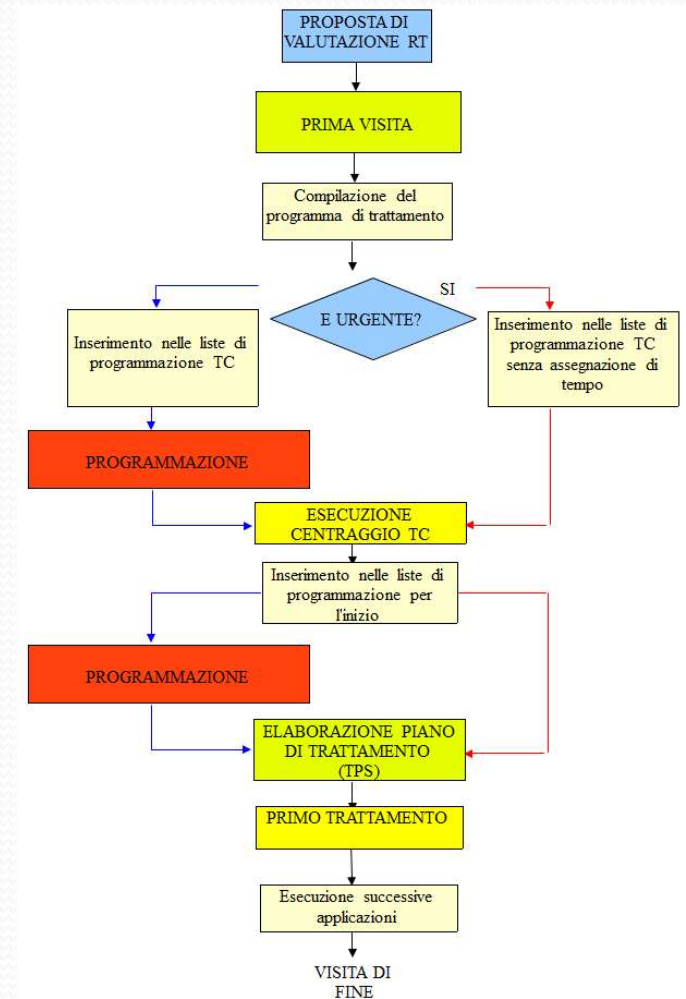 PROPOSTA DI
VALUTAZIONE RT
PRIMA VISITA
Compilazione del
programma di trattamento
E URGENTE?
SI
Inserimento nelle liste di
programmazione TC
Inserimento nelle liste di
programmazione TC
senza assegnazione di
tempo
PROGRAMMAZIONE
ESECUZIONE
CENTRAGGIO TC
Inserimento nelle liste di
programmazione per
l'inizio
PROGRAMMAZIONE
ELABORAZIONE PIANO
DI TRATTAMENTO
(TPS)
PRIMO TRATTAMENTO
Esecuzione successive
applicazioni
VISITA DI
FINE